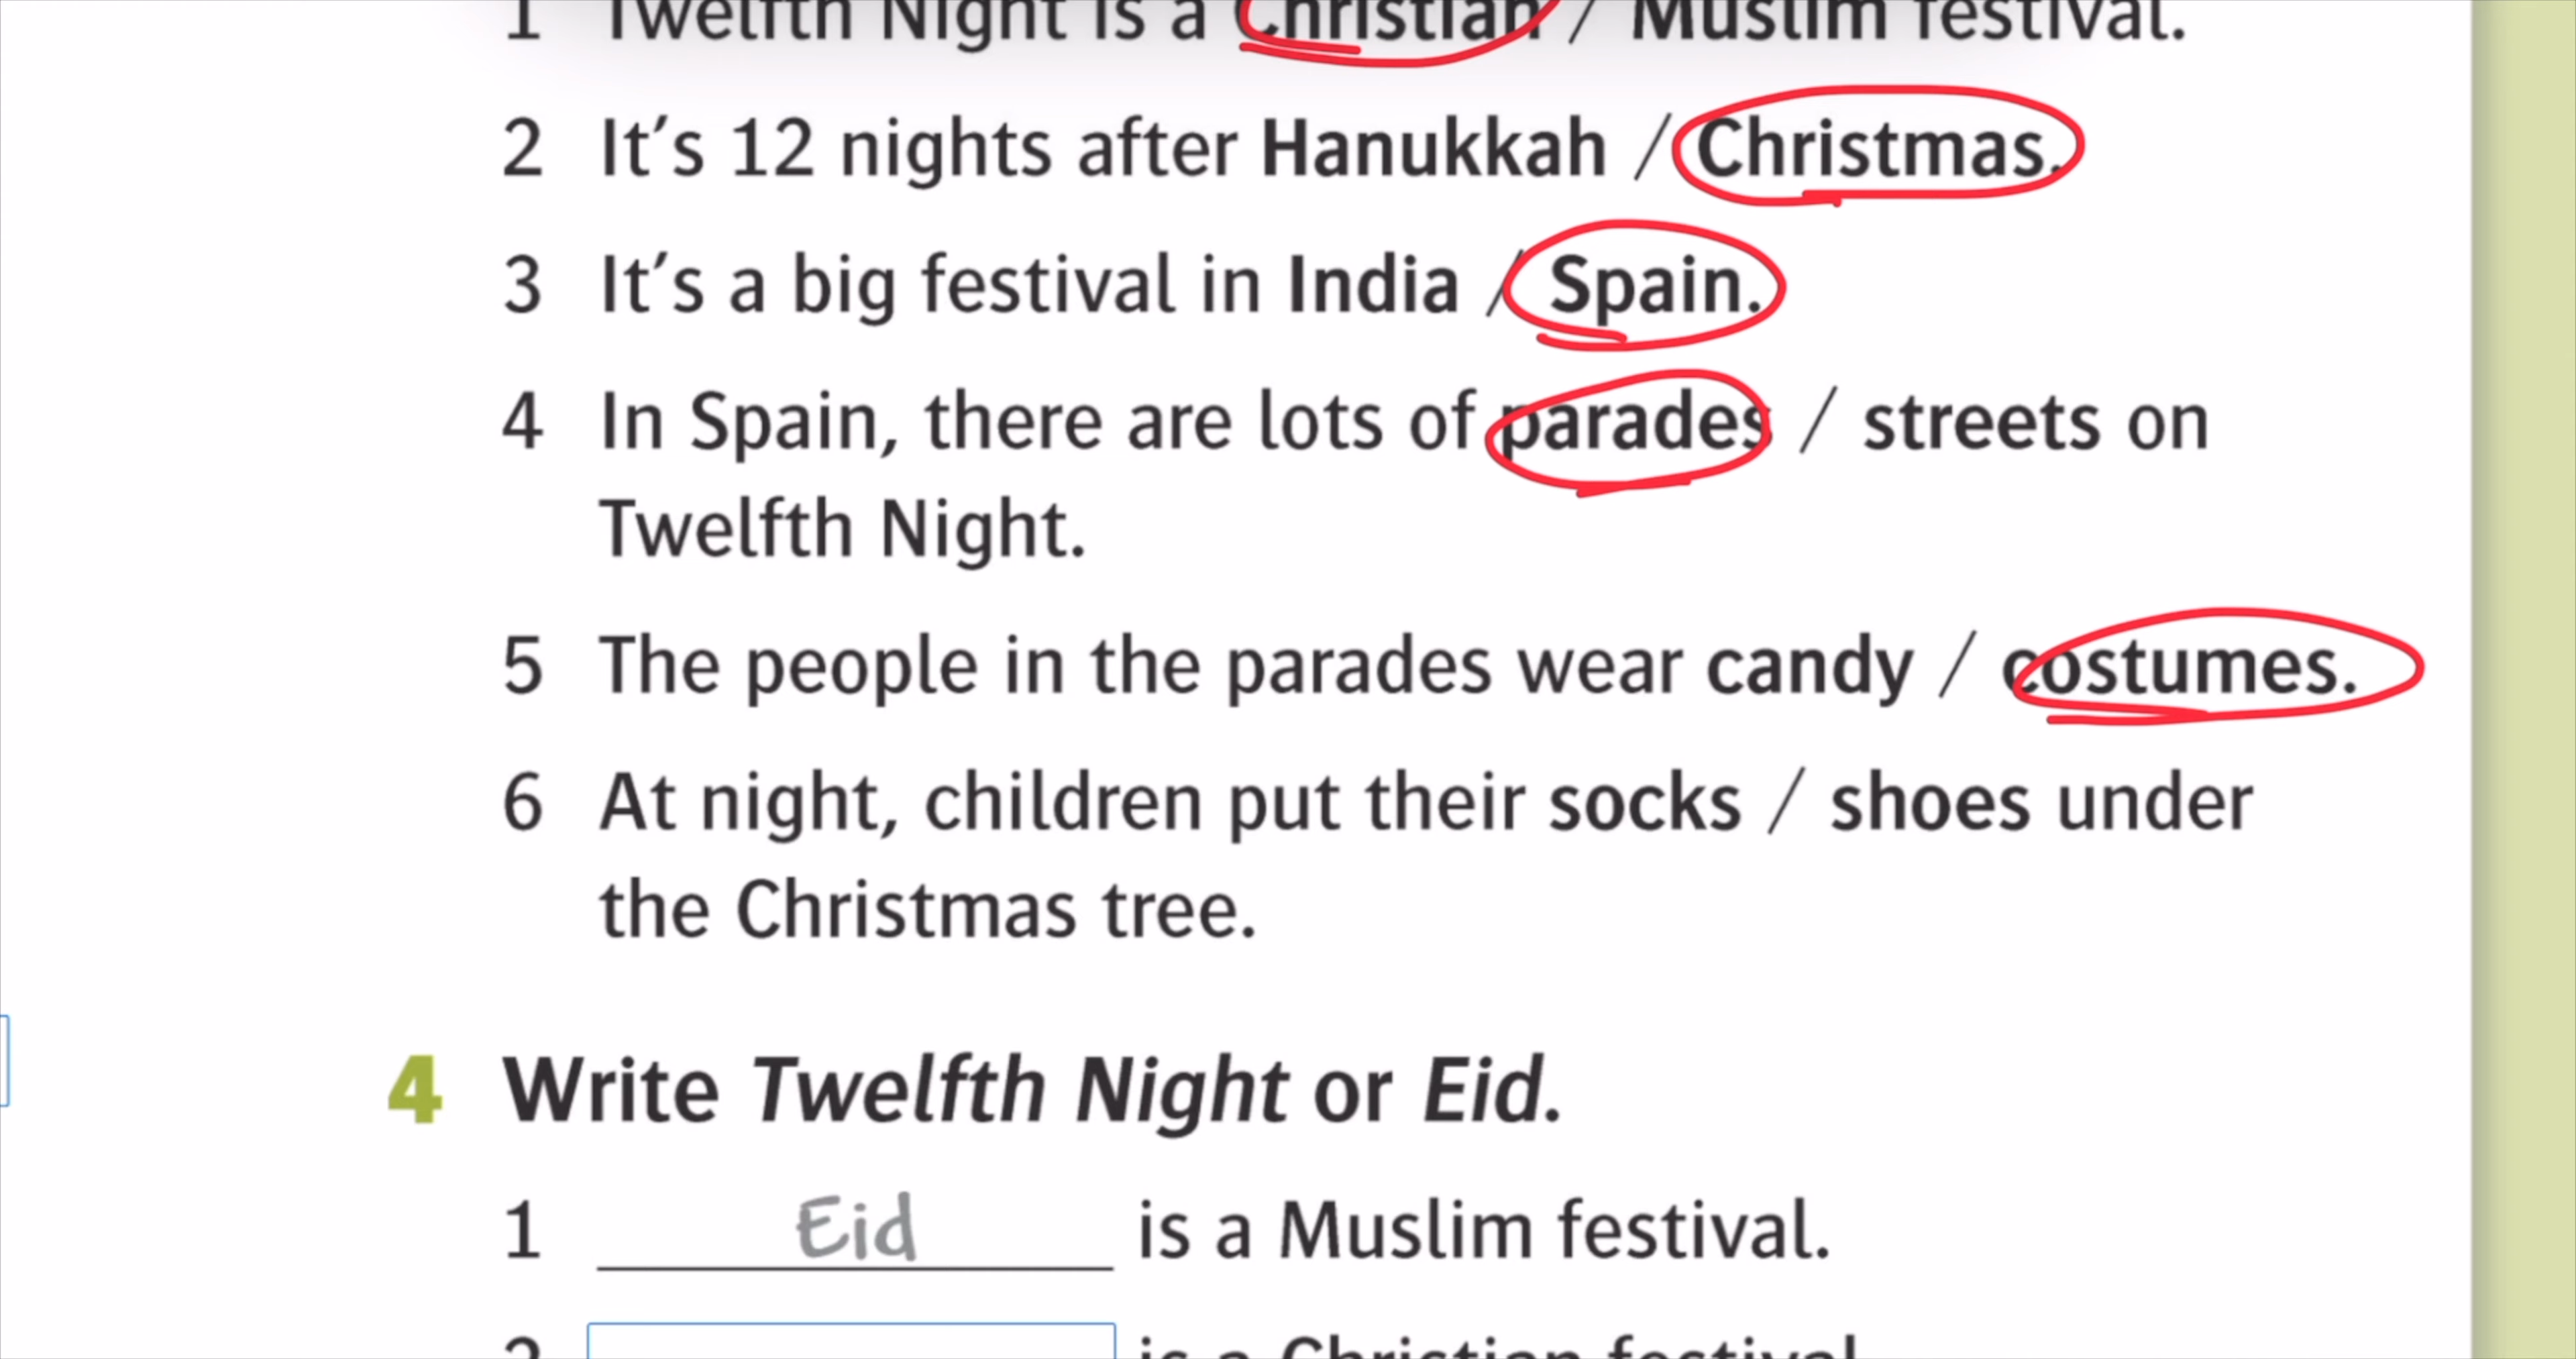 1 Twelfth Night is a Christian / Muslim festival.
2 It's 12 nights after Hanukkah / Christmas.
3 It's a big festival in India / Spain.
4 In Spain, there are lots of parades / streets on
Twelfth Night.
5 The people in the parades wear candy / costumes.
6 At night, children put their socks / shoes under
the Christmas tree.
4 Write Twelfth Night or Eid.
1 Eid is a Muslim festival.
2 is a Christian festival